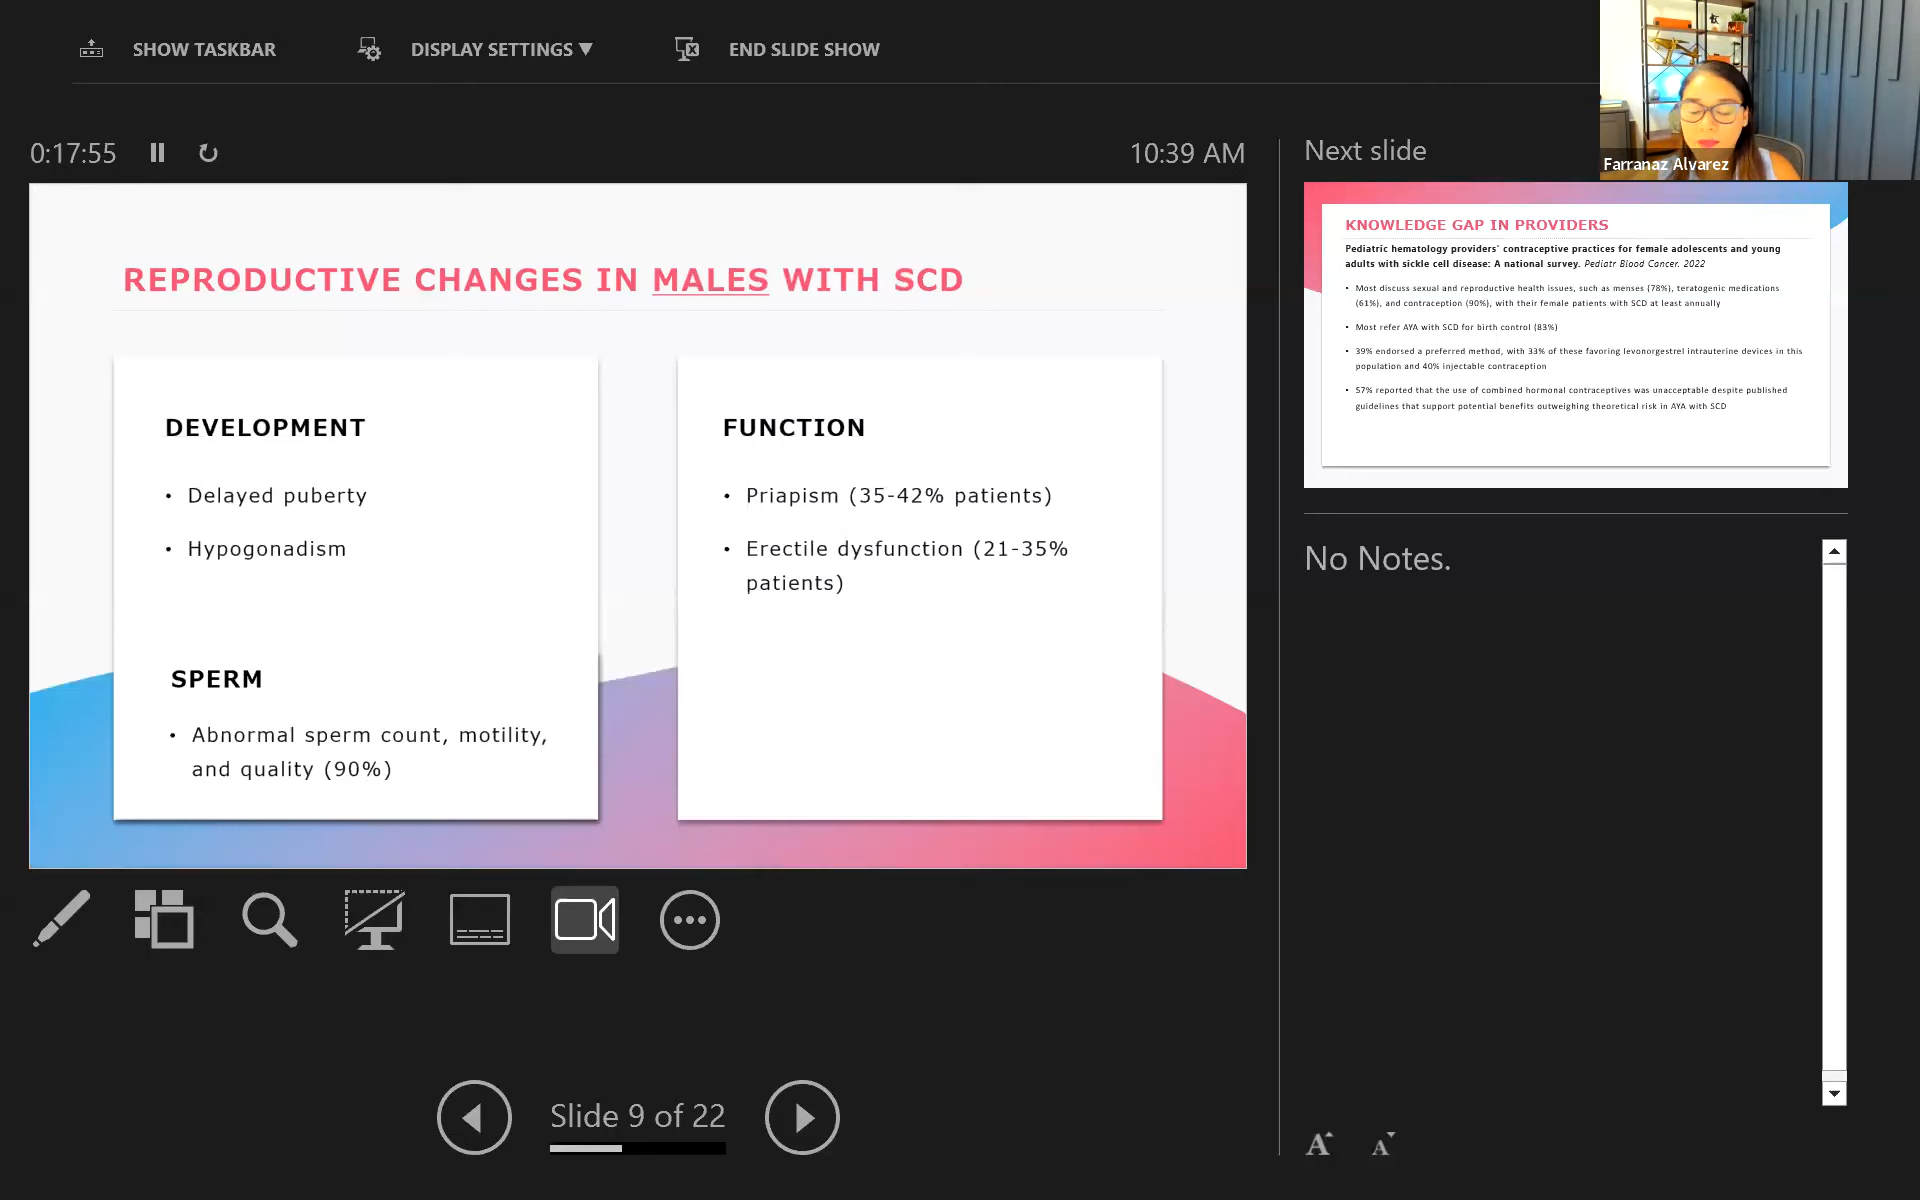 SHOW TASKBAR
DISPLAY SETTINGS ▼
END SLIDE SHOW
Farranaz Alvarez
0:17:55
10:39 AM
REPRODUCTIVE CHANGES IN MALES WITH SCD
DEVELOPMENT
• Delayed puberty
• Hypogonadism
SPERM
• Abnormal sperm count, motility,
and quality (90%)
FUNCTION
• Priapism (35-42% patients)
• Erectile dysfunction (21-35%
patients)
Slide 9 of 22
Next slide
KNOWLEDGE GAP IN PROVIDERS
Pediatric hematology providers' contraceptive practices for female adolescents and young
adults with sickle cell disease: A national survey. Pediatr Blood Cancer. 2022
• Most discuss sexual and reproductive health issues, such as menses (78%), teratogenic medications
(61%), and contraception (90%), with their female patients with SCD at least annually
• Most refer AYA with SCD for birth control (83%)
• 39% endorsed a preferred method, with 33% of these favoring levonorgestrel intrauterine devices in this
population and 40% injectable contraception
• 57% reported that the use of combined hormonal contraceptives was unacceptable despite published
guidelines that support potential benefits outweighing theoretical risk in AYA with SCD
No Notes.
A A